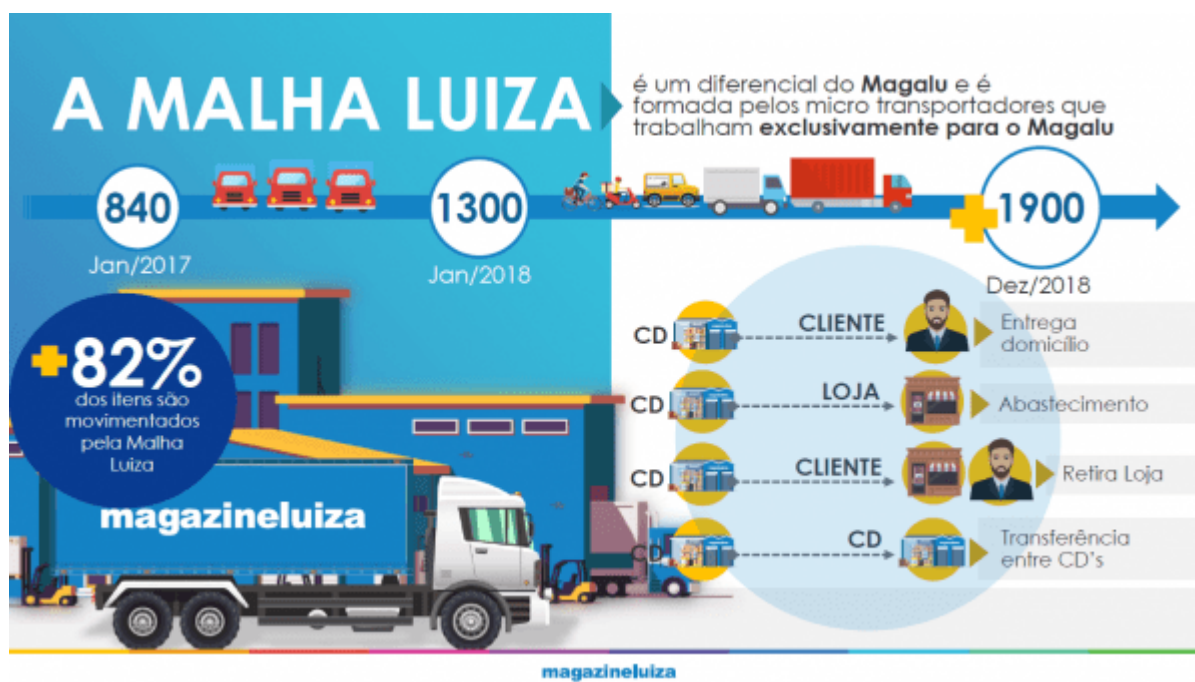 A MALHA LUIZA
é um diferencial do Magalu e é
formada pelos micro transportadores que
trabalham exclusivamente para o Magalu
840
1300
+1900
Jan/2017
Jan/2018
Dez/2018
+82%
dos itens são
movimentados
pela Malha
Luiza
magazineluiza
CD
CLIENTE
Entrega
domicílio
CD
LOJA
Abastecimento
CD
CLIENTE
Retira Loja
CD
CD
Transferência
entre CD's
magazineluiza